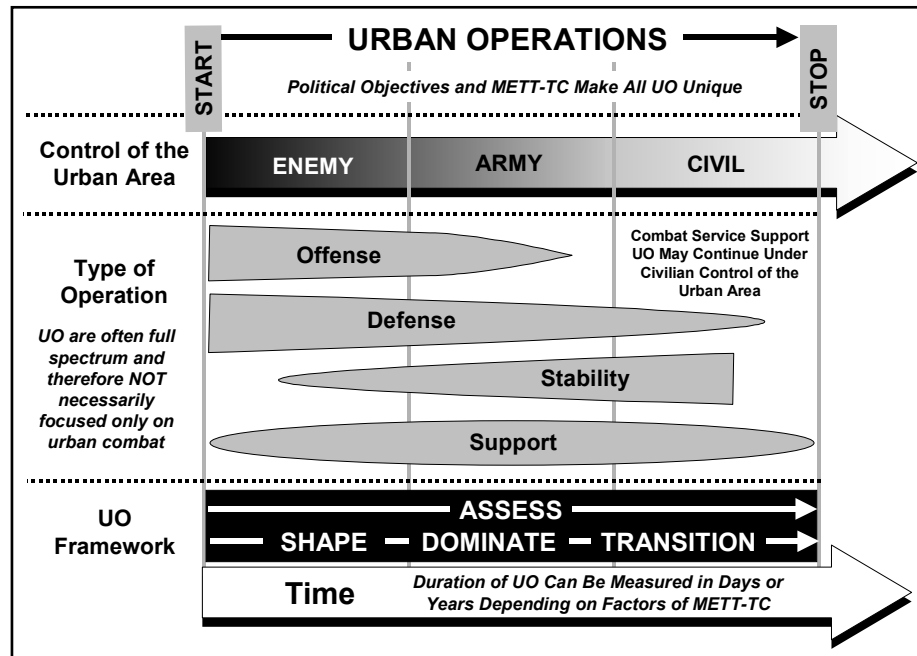 URBAN OPERATIONS
START
STOP
Political Objectives and METT-TC Make All UO Unique
Control of the
Urban Area
ENEMY
ARMY
CIVIL
Type of
Operation
UO are often full
spectrum and
therefore NOT
necessarily
focused only on
urban combat
Offense
Combat Service Support
UO May Continue Under
Civilian Control of the
Urban Area
Defense
Stability
Support
UO
Framework
ASSESS
SHAPE
DOMINATE
TRANSITION
Time
Duration of UO Can Be Measured in Days or
Years Depending on Factors of METT-TC